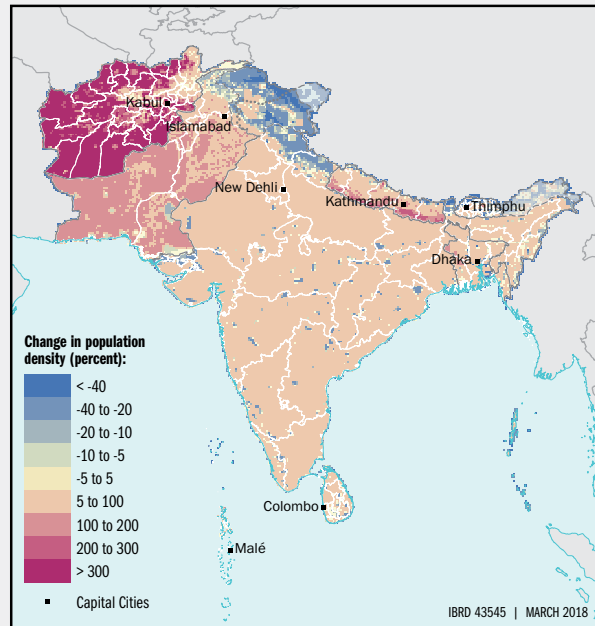 Kabul
Islamabad
New Dehli
Kathmandu
Thimphu
Dhaka
Change in population
density (percent):
< -40
-40 to -20
-20 to -10
-10 to -5
-5 to 5
5 to 100
100 to 200
200 to 300
> 300
Capital Cities
Colombo
Malé
IBRD 43545 | MARCH 2018